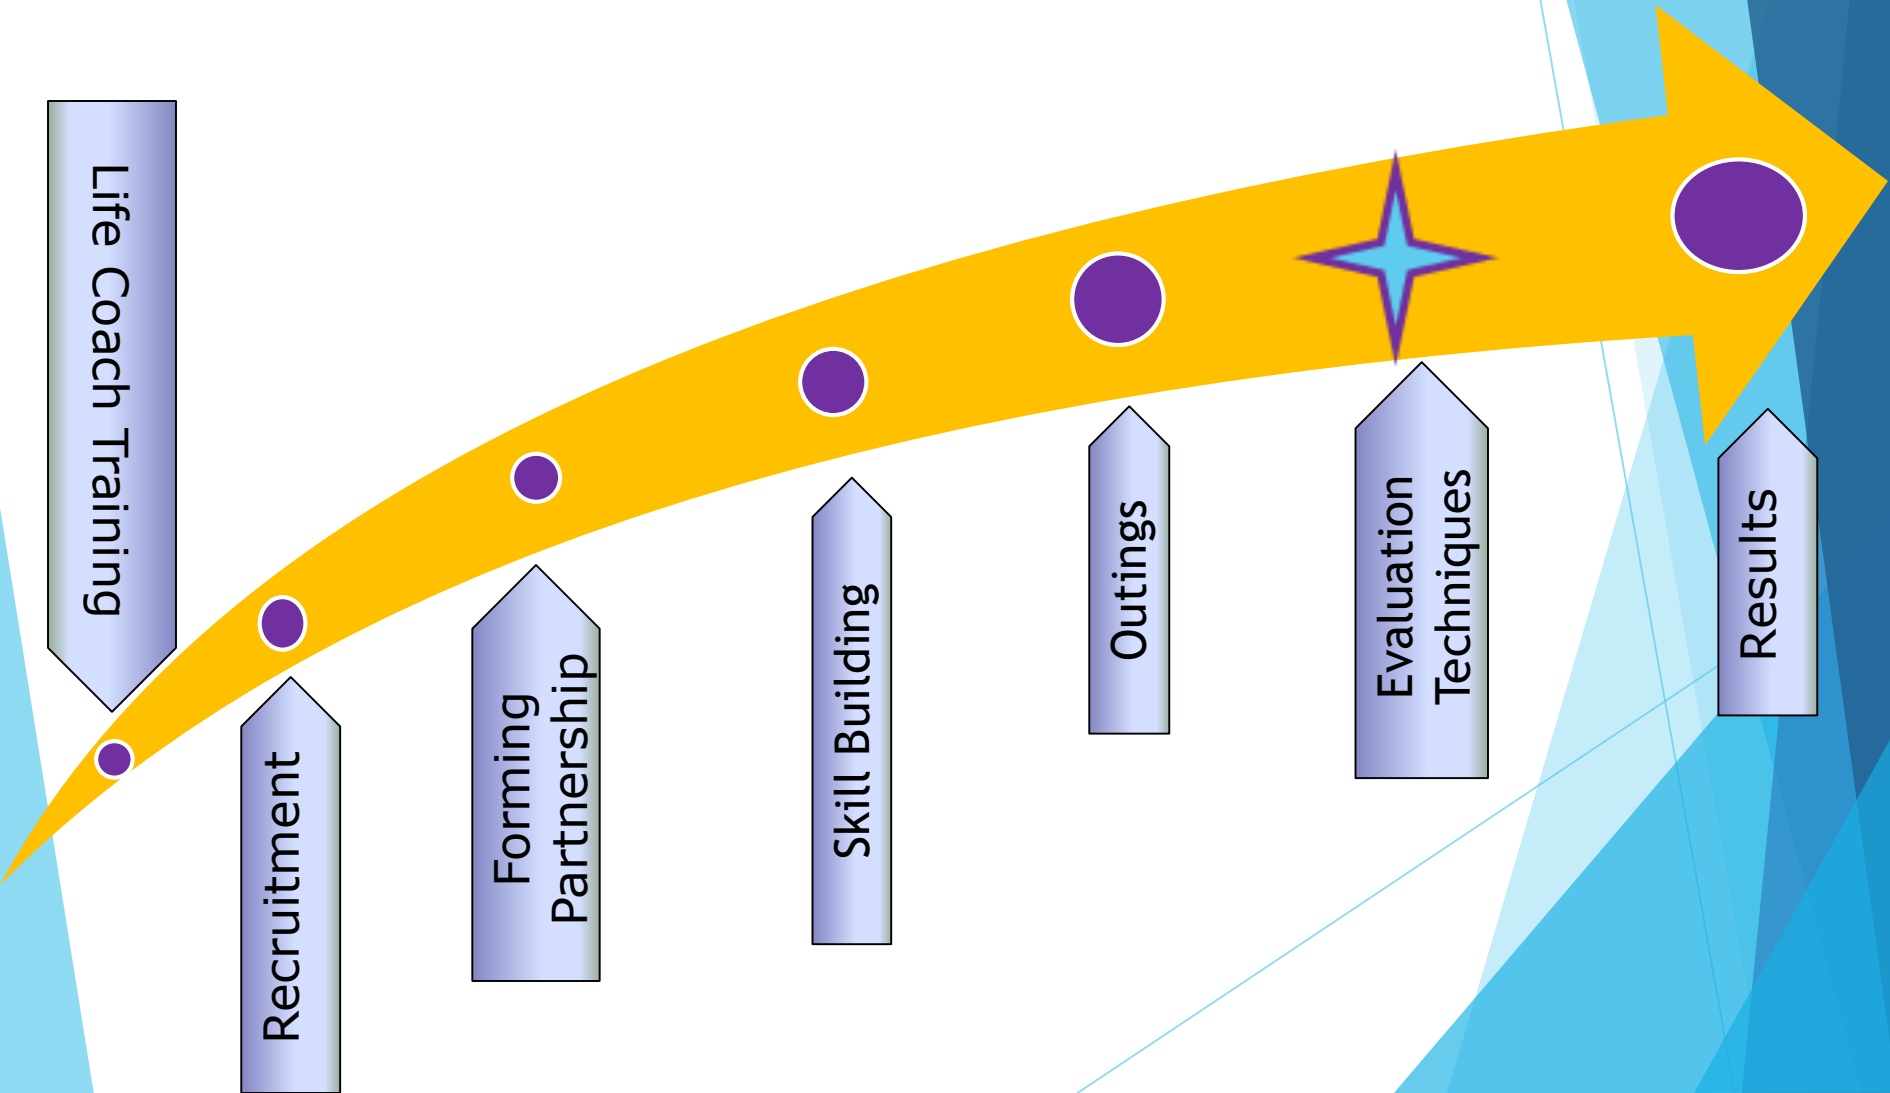 Life Coach Training
Recruitment
Forming
Partnership
Skill Building
Outings
Evaluation
Techniques
Results